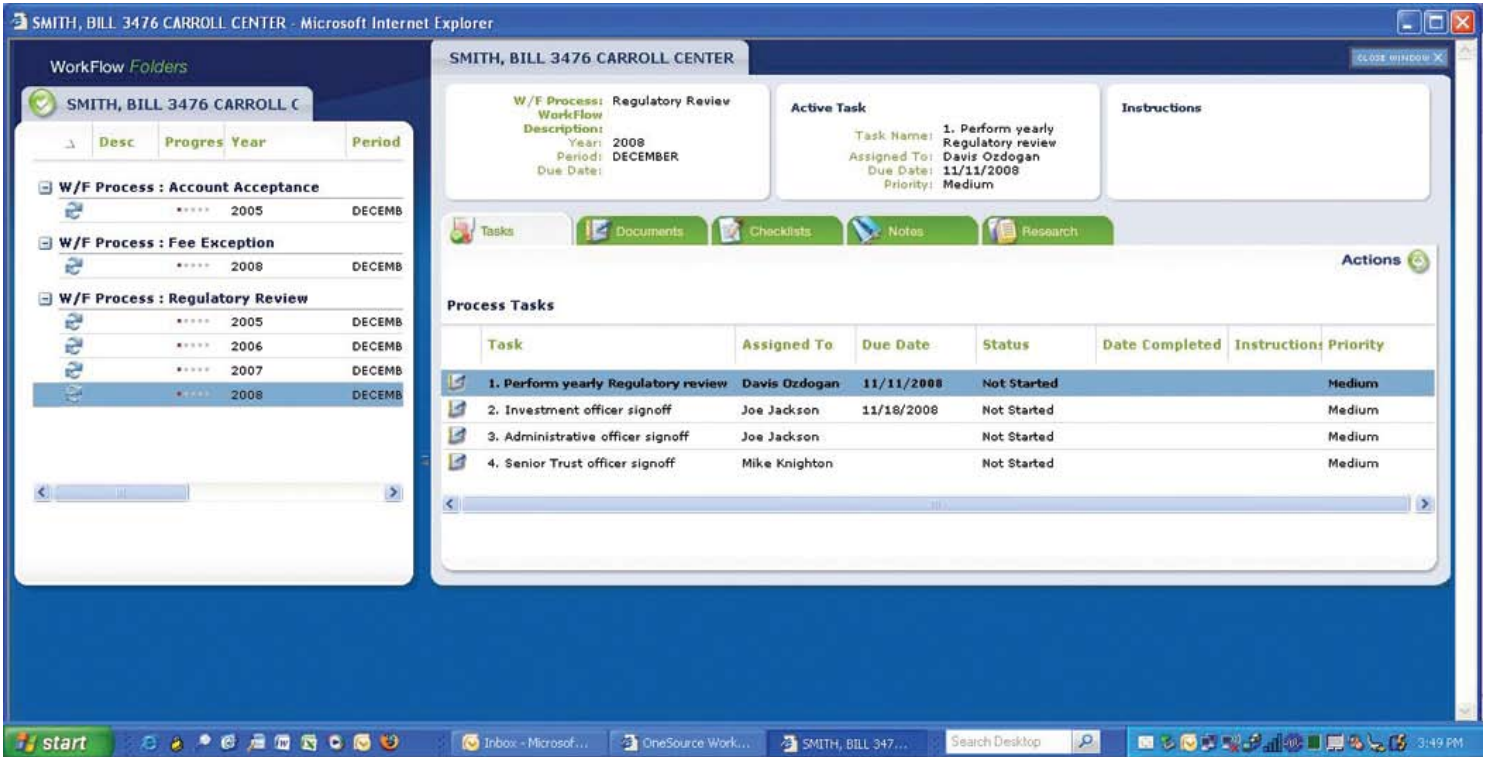 SMITH, BILL 3476 CARROLL CENTER - Microsoft Internet Explorer
WorkFlow Folders
SMITH, BILL 3476 CARROLL C
Desc Progres Year Period
W/F Process : Account Acceptance
2005 DECEMB
W/F Process : Fee Exception
2008 DECEMB
W/F Process : Regulatory Review
2005 DECEMB
2006 DECEMB
2007 DECEMB
2008 DECEMB
SMITH, BILL 3476 CARROLL CENTER
CLOSE WINDOW X
W/F Process: Regulatory Review
WorkFlow
Description:
Year: 2008
Period: DECEMBER
Due Date:
Active Task
Task Name: 1. Perform yearly
Regulatory review
Assigned To: Davis Ozdogan
Due Date: 11/11/2008
Priority: Medium
Instructions
Tasks Documents Checklists Notes Research
Actions
Process Tasks
Task Assigned To Due Date Status Date Completed Instructions Priority
1. Perform yearly Regulatory review Davis Ozdogan 11/11/2008 Not Started Medium
2. Investment officer signoff Joe Jackson 11/18/2008 Not Started Medium
3. Administrative officer signoff Joe Jackson Not Started Medium
4. Senior Trust officer signoff Mike Knighton Not Started Medium
start Inbox - Microsof... OneSource Work... SMITH, BILL 347... Search Desktop 3:49 PM